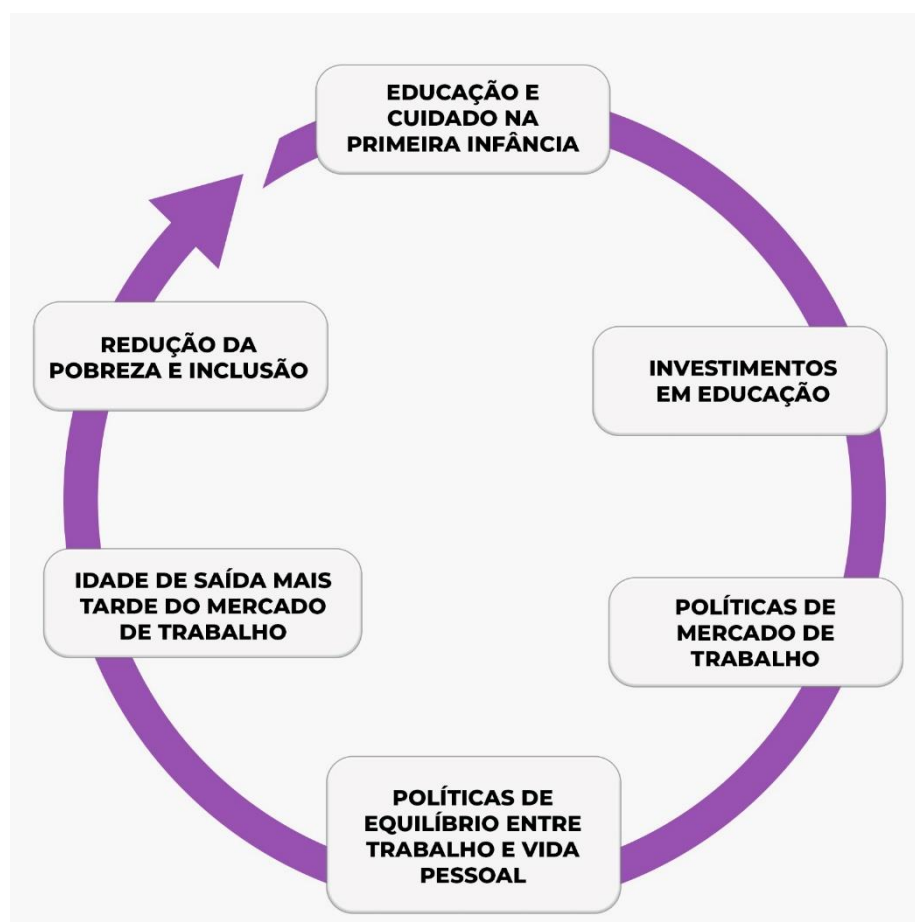 EDUCAÇÃO E
CUIDADO NA
PRIMEIRA INFÂNCIA
INVESTIMENTOS
EM EDUCAÇÃO
POLÍTICAS DE
MERCADO DE
TRABALHO
POLÍTICAS DE
EQUILÍBRIO ENTRE
TRABALHO E VIDA
PESSOAL
IDADE DE SAÍDA MAIS
TARDE DO MERCADO
DE TRABALHO
REDUÇÃO DA
POBREZA E INCLUSÃO